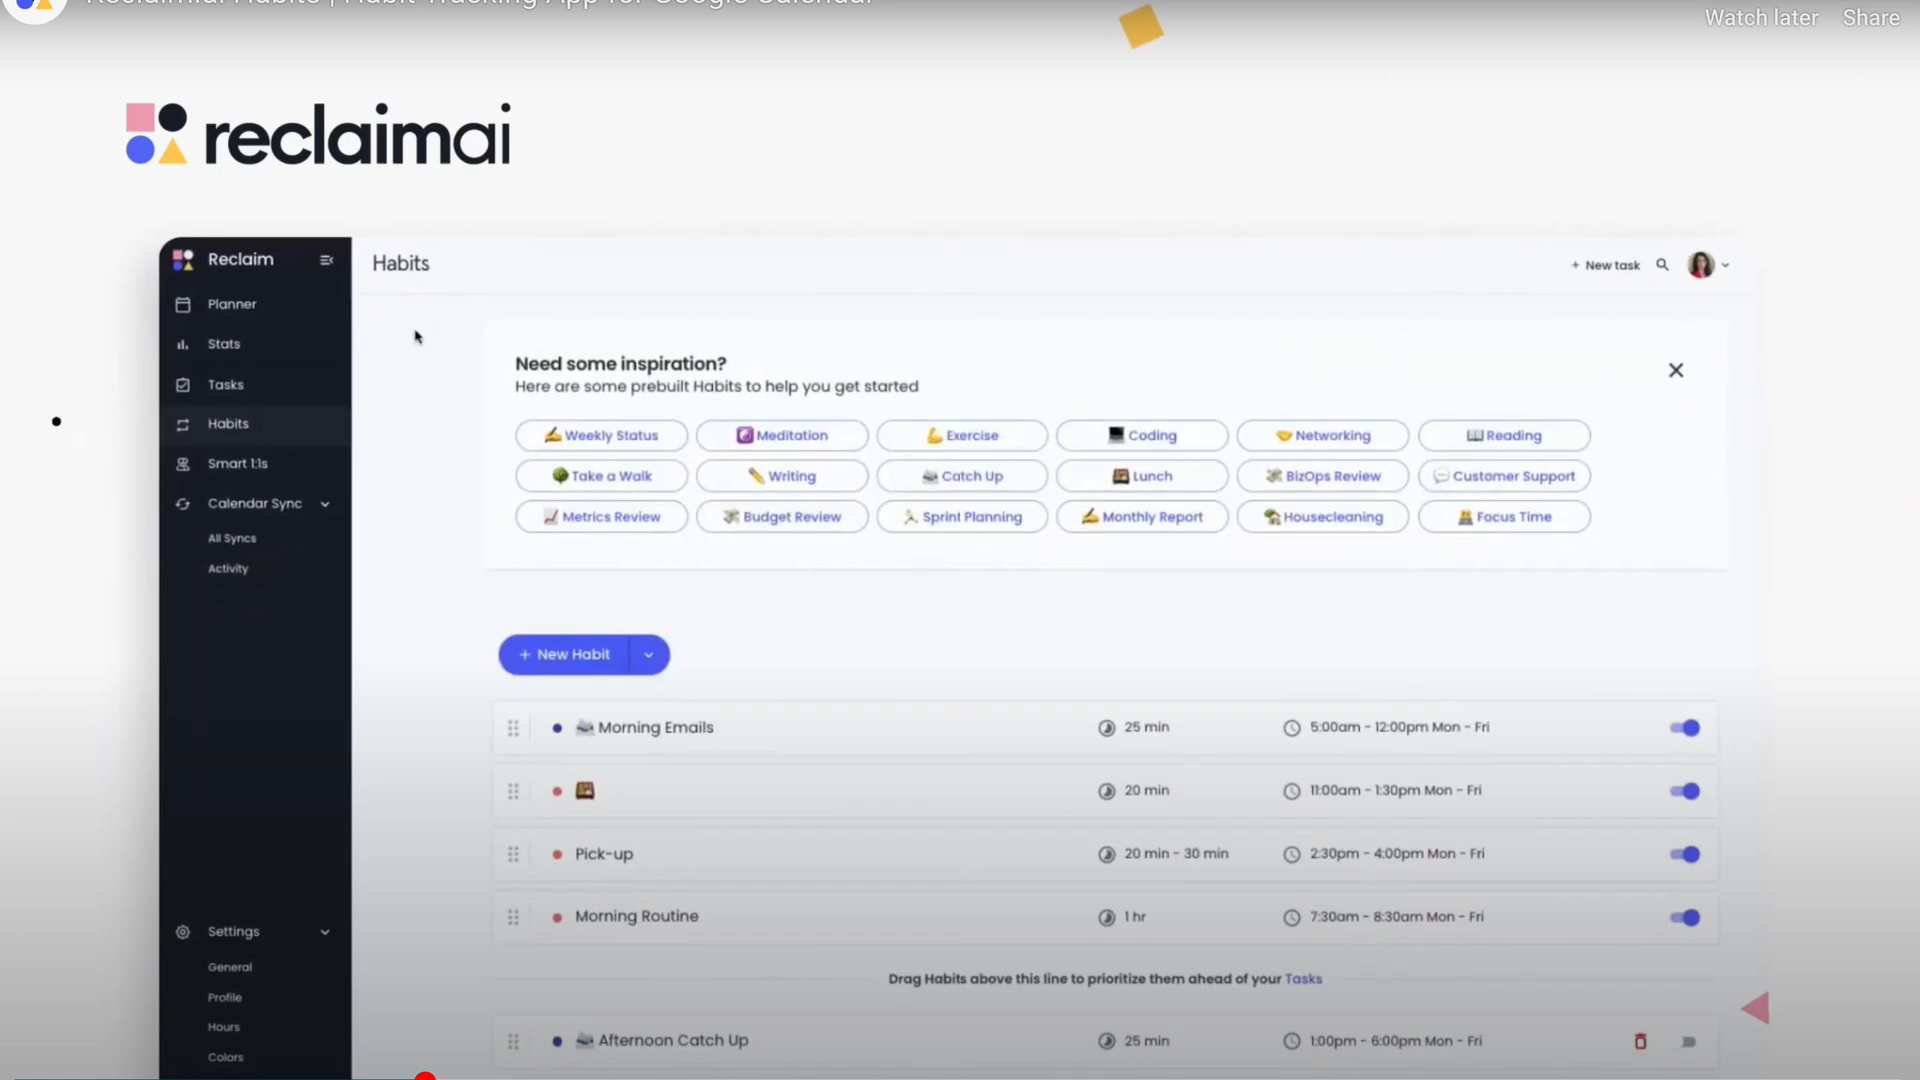 Reclaimai Habits | Habit Tracking App for Google Calendar
Watch later Share
reclaimai
Reclaim
Planner
Stats
Tasks
Habits
Smart 1:1s
Calendar Sync
All Syncs
Activity
Settings
General
Profile
Hours
Colors
Habits
+ New task
Need some inspiration?
Here are some prebuilt Habits to help you get started
Weekly Status Meditation Exercise Coding Networking Reading
Take a Walk Writing Catch Up Lunch BizOps Review Customer Support
Metrics Review Budget Review Sprint Planning Monthly Report Housecleaning Focus Time
+ New Habit
Morning Emails 25 min 5:00am - 12:00pm Mon - Fri
20 min 11:00am - 1:30pm Mon - Fri
Pick-up 20 min - 30 min 2:30pm - 4:00pm Mon - Fri
Morning Routine 1 hr 7:30am - 8:30am Mon - Fri
Drag Habits above this line to prioritize them ahead of your Tasks
Afternoon Catch Up 25 min 1:00pm - 6:00pm Mon - Fri